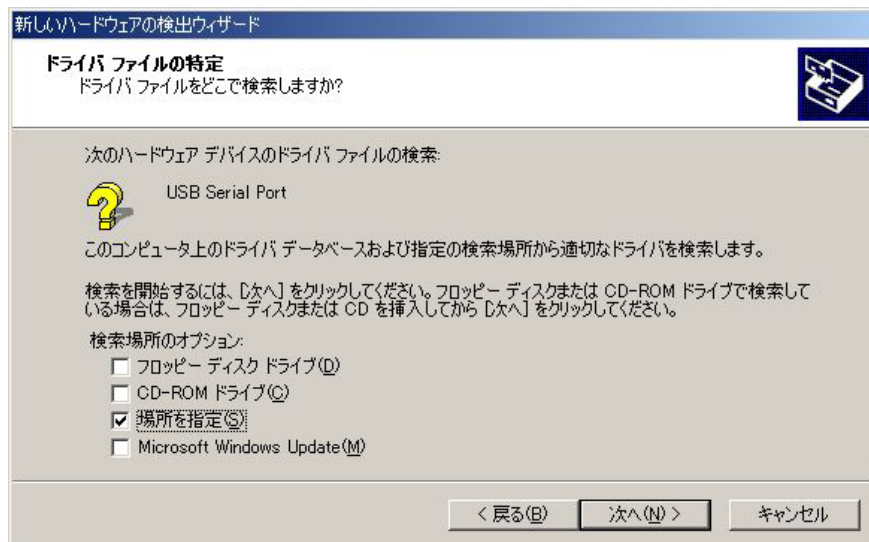 新しいハードウェアの検出ウィザード
ドライバ ファイルの特定
ドライバ ファイルをどこで検索しますか?
次のハードウェア デバイスのドライバ ファイルの検索:
USB Serial Port
このコンピュータ上のドライバ データベースおよび指定の検索場所から適切なドライバを検索します。
検索を開始するには、[次へ] をクリックしてください。フロッピー ディスクまたは CD-ROM ドライブで検索して
いる場合は、フロッピー ディスクまたは CD を挿入してから [次へ] をクリックしてください。
検索場所のオプション:
フロッピー ディスク ドライブ(D)
CD-ROM ドライブ(C)
場所を指定(S)
Microsoft Windows Update(M)
< 戻る(B) 次へ(N) > キャンセル